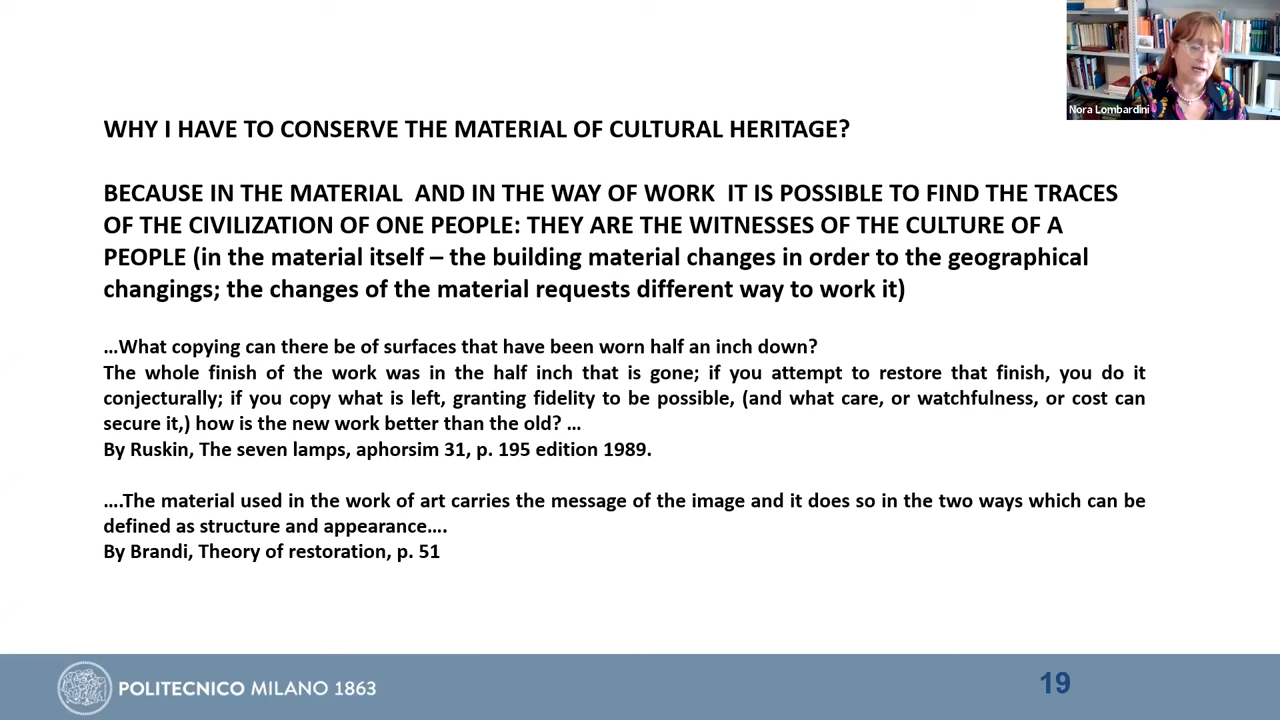 Nora Lombardini
WHY I HAVE TO CONSERVE THE MATERIAL OF CULTURAL HERITAGE?
BECAUSE IN THE MATERIAL AND IN THE WAY OF WORK IT IS POSSIBLE TO FIND THE TRACES
OF THE CIVILIZATION OF ONE PEOPLE: THEY ARE THE WITNESSES OF THE CULTURE OF A
PEOPLE (in the material itself – the building material changes in order to the geographical
changings; the changes of the material requests different way to work it)
...What copying can there be of surfaces that have been worn half an inch down?
The whole finish of the work was in the half inch that is gone; if you attempt to restore that finish, you do it
conjecturally; if you copy what is left, granting fidelity to be possible, (and what care, or watchfulness, or cost can
secure it,) how is the new work better than the old? ...
By Ruskin, The seven lamps, aphorsim 31, p. 195 edition 1989.
....The material used in the work of art carries the message of the image and it does so in the two ways which can be
defined as structure and appearance....
By Brandi, Theory of restoration, p. 51
POLITECNICO MILANO 1863
19